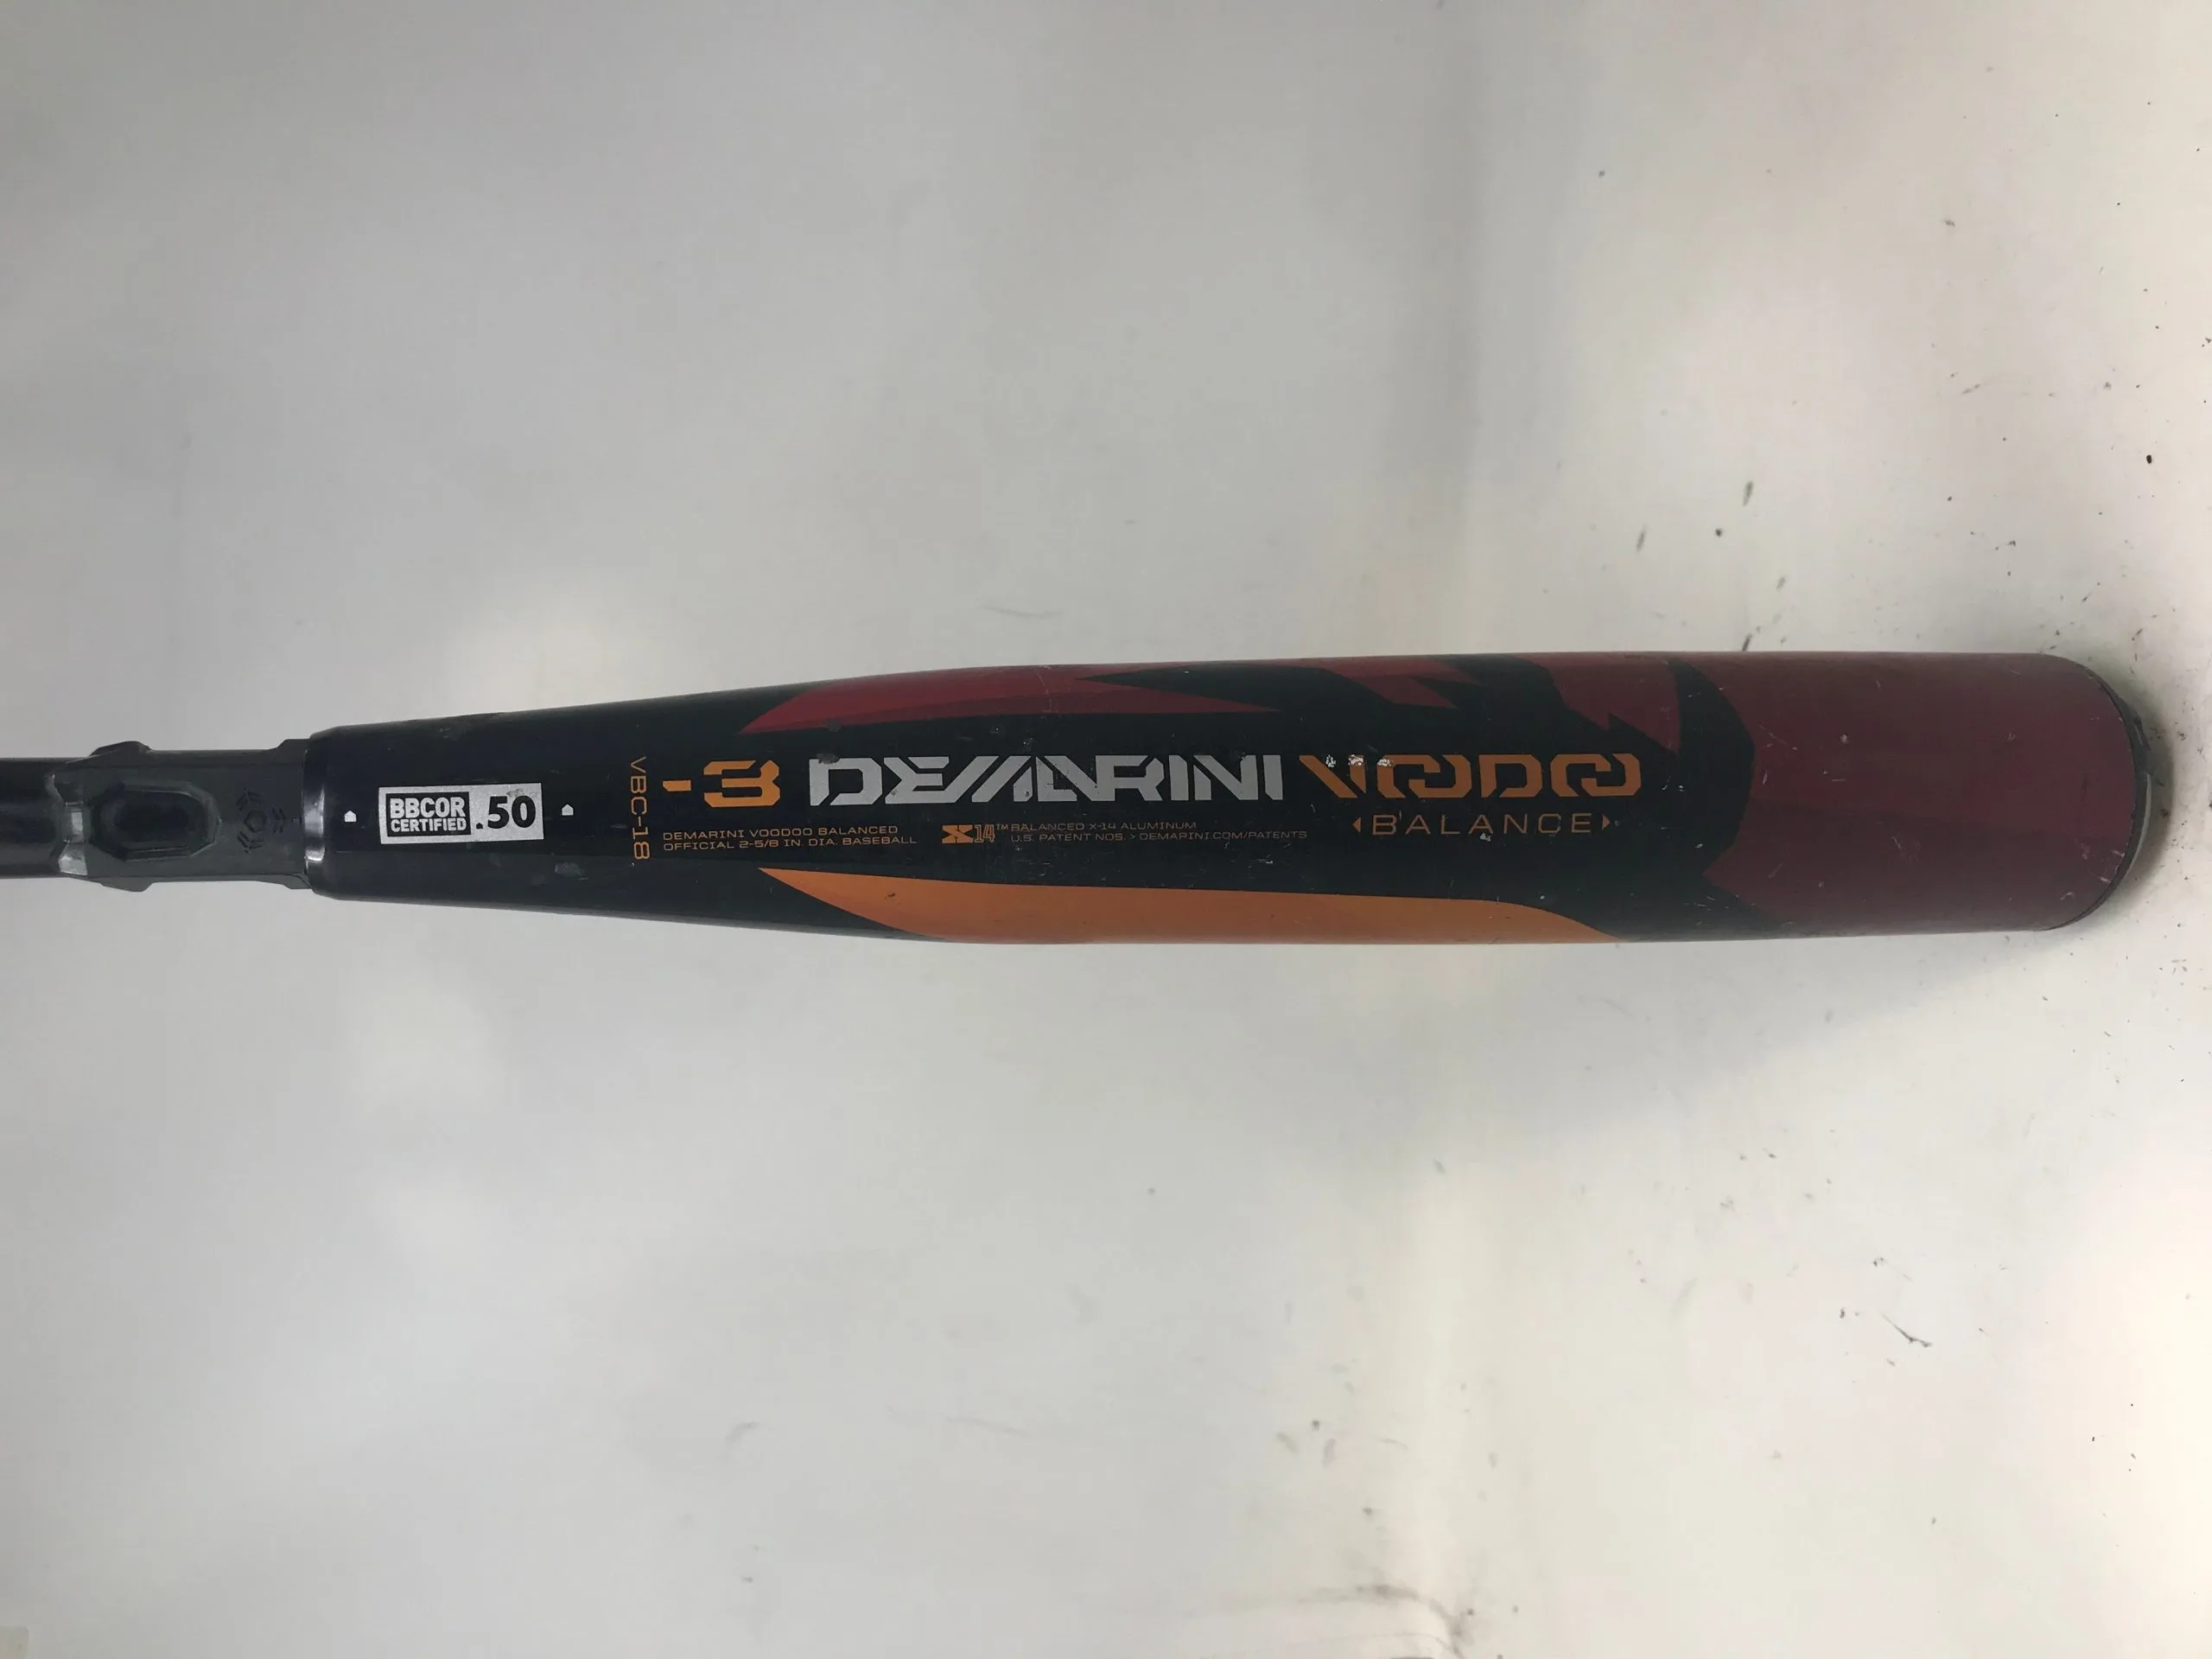 BBCOR
CERTIFIED
.50
VBC-18
-3 DEMARINI VOODOO
BALANCE
DEMARINI VOODOO BALANCED
OFFICIAL 2-5/8 IN. DIA. BASEBALL
X14™ BALANCED X-14 ALUMINUM
U.S. PATENT NOS. > DEMARINI.COM/PATENTS